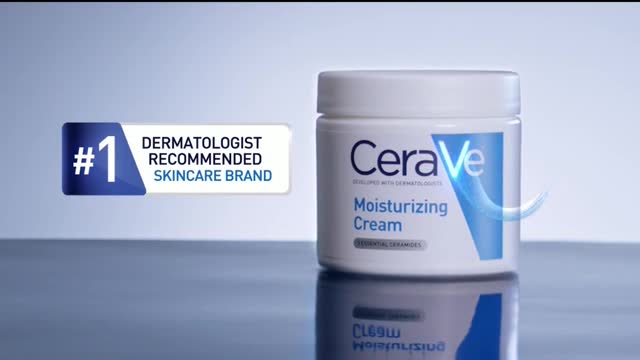 #1
DERMATOLOGIST
RECOMMENDED
SKINCARE BRAND
CeraVe
DEVELOPED WITH DERMATOLOGISTS
Moisturizing
Cream
3 ESSENTIAL CERAMIDES